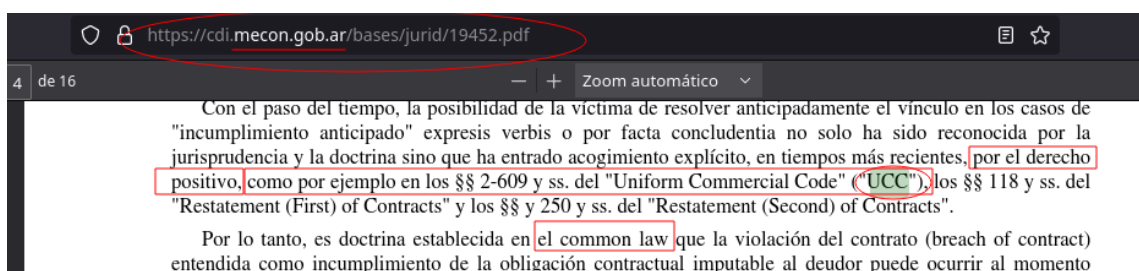 https://cdi.mecon.gob.ar/bases/jurid/19452.pdf
4 de 16 — + Zoom automático
Con el paso del tiempo, la posibilidad de la víctima de resolver anticipadamente el vínculo en los casos de
"incumplimiento anticipado" expresis verbis o por facta concludentia no solo ha sido reconocida por la
jurisprudencia y la doctrina sino que ha entrado acogimiento explícito, en tiempos más recientes, por el derecho
positivo, como por ejemplo en los §§ 2-609 y ss. del "Uniform Commercial Code" ("UCC"), los §§ 118 y ss. del
"Restatement (First) of Contracts" y los §§ y 250 y ss. del "Restatement (Second) of Contracts".
Por lo tanto, es doctrina establecida en el common law que la violación del contrato (breach of contract)
entendida como incumplimiento de la obligación contractual imputable al deudor puede ocurrir al momento